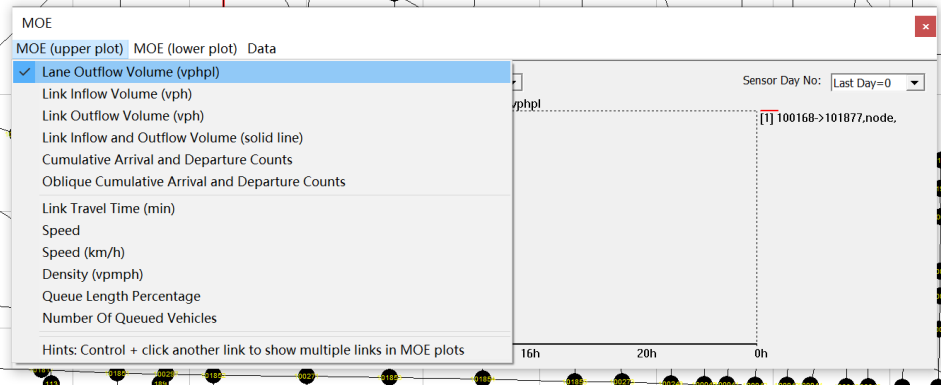 MOE
MOE (upper plot) MOE (lower plot) Data
Lane Outflow Volume (vphpl)
Link Inflow Volume (vph)
Link Outflow Volume (vph)
Link Inflow and Outflow Volume (solid line)
Cumulative Arrival and Departure Counts
Oblique Cumulative Arrival and Departure Counts
Link Travel Time (min)
Speed
Speed (km/h)
Density (vpmph)
Queue Length Percentage
Number Of Queued Vehicles
Hints: Control + click another link to show multiple links in MOE plots
Sensor Day No: Last Day=0
vphpl
[1] 100168->101877,node,
16h 20h 0h